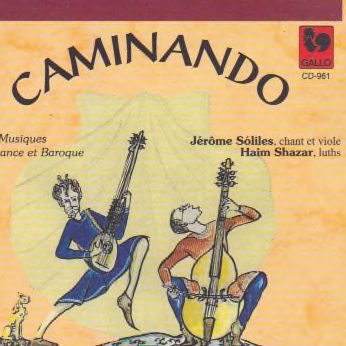 GALLO
CD-961
CAMINANDO
Musiques
ance et Baroque
Jérôme Sóliles, chant et viole
Haim Shazar, luths